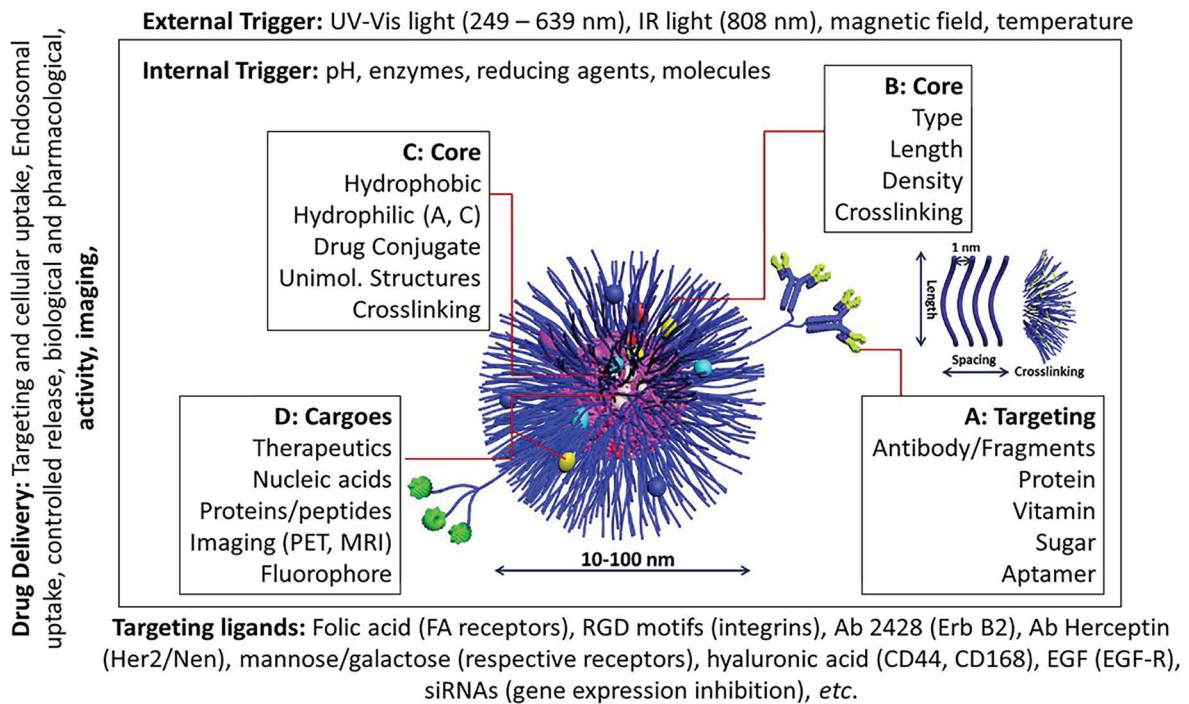 External Trigger: UV-Vis light (249 – 639 nm), IR light (808 nm), magnetic field, temperature
Internal Trigger: pH, enzymes, reducing agents, molecules
Drug Delivery: Targeting and cellular uptake, Endosomal
uptake, controlled release, biological and pharmacological,
activity, imaging,
B: Core
Type
Length
Density
Crosslinking
C: Core
Hydrophobic
Hydrophilic (A, C)
Drug Conjugate
Unimol. Structures
Crosslinking
1 nm
Length
Spacing
Crosslinking
D: Cargoes
Therapeutics
Nucleic acids
Proteins/peptides
Imaging (PET, MRI)
Fluorophore
A: Targeting
Antibody/Fragments
Protein
Vitamin
Sugar
Aptamer
10-100 nm
Targeting ligands: Folic acid (FA receptors), RGD motifs (integrins), Ab 2428 (Erb B2), Ab Herceptin
(Her2/Nen), mannose/galactose (respective receptors), hyaluronic acid (CD44, CD168), EGF (EGF-R),
siRNAs (gene expression inhibition), etc.